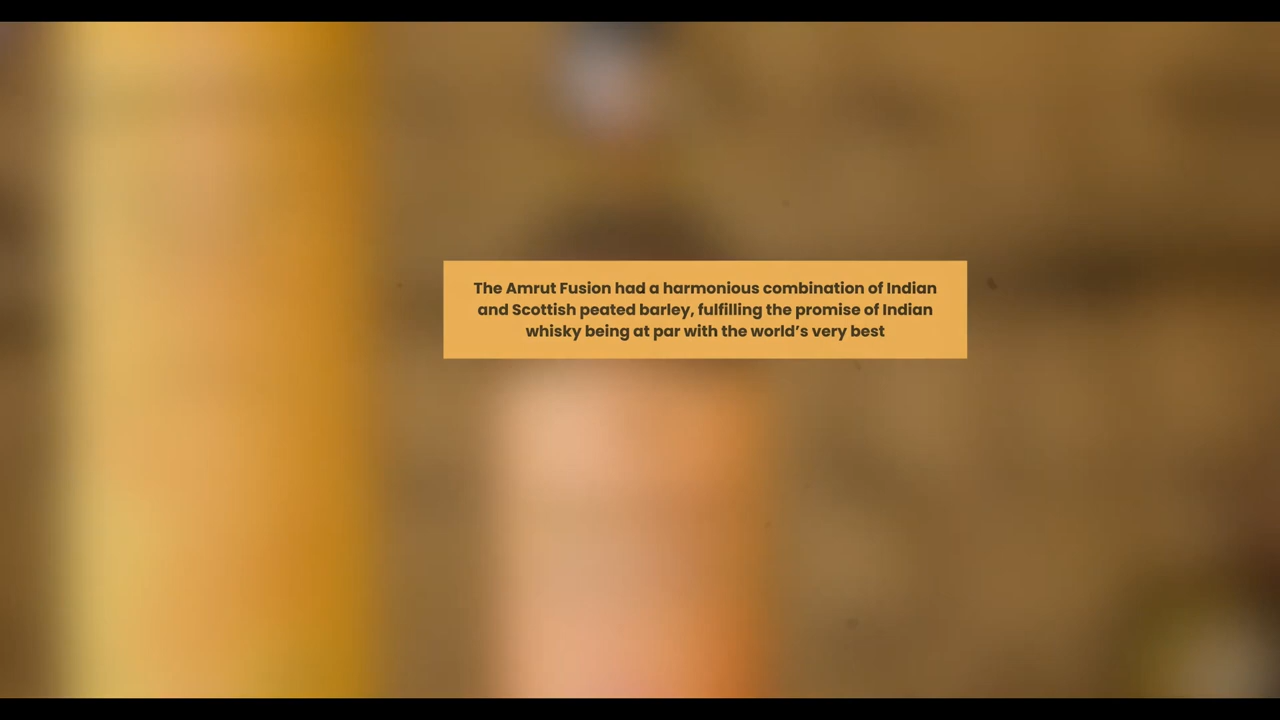 The Amrut Fusion had a harmonious combination of Indian
and Scottish peated barley, fulfilling the promise of Indian
whisky being at par with the world's very best